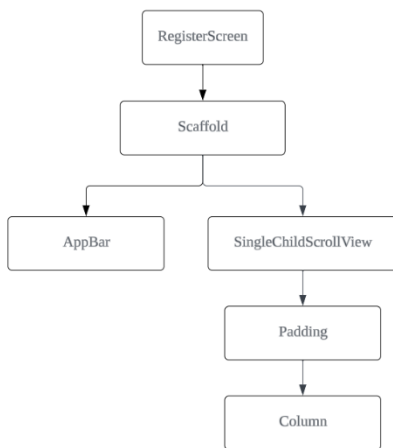 RegisterScreen
Scaffold
AppBar
SingleChildScrollView
Padding
Column